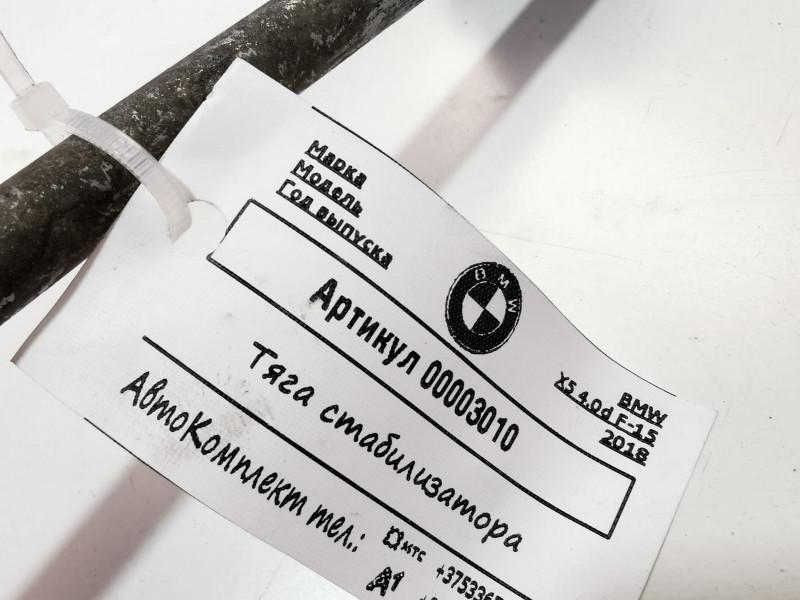 Марка BMW
Модель X5 4.0d F-15
Год выпуска 2018
BMW
Артикул 00003010
Тяга стабилизатора
АвтоКомплект тел.:
мтс
A1